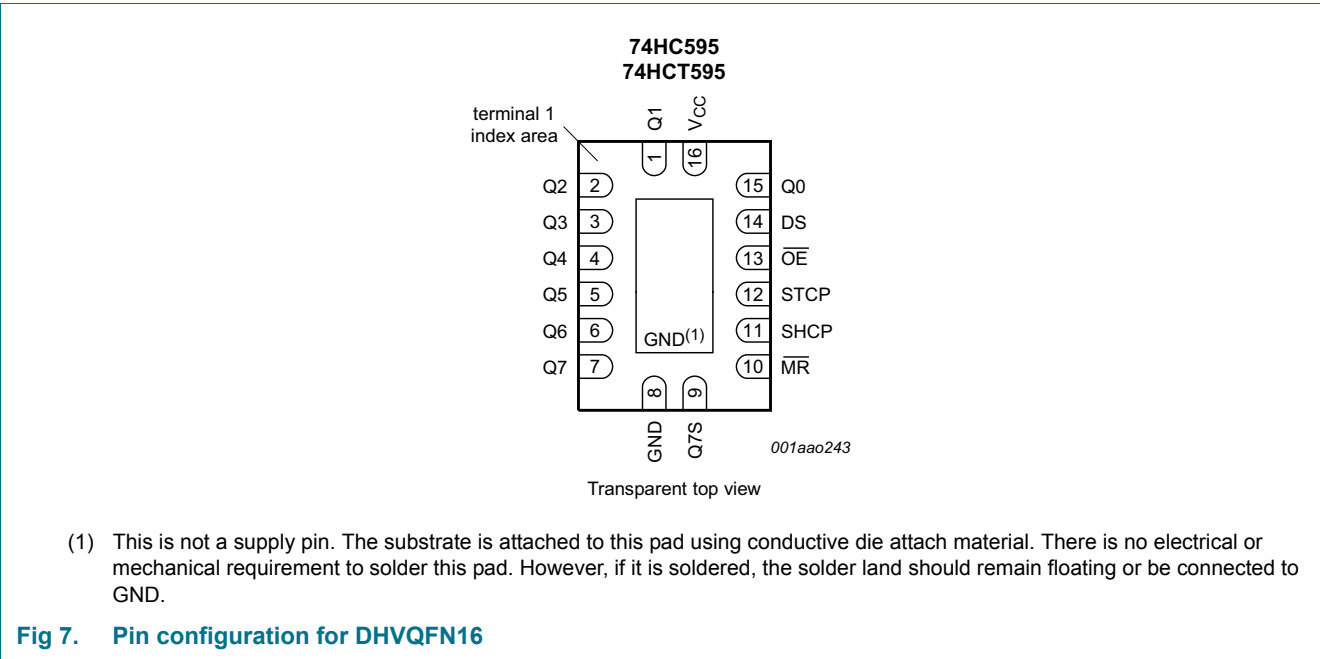 74HC595
74HCT595
terminal 1
index area
Q1
VCC
1
16
Q2 2
15 Q0
Q3 3
14 DS
Q4 4
13 O̅E̅
Q5 5
12 STCP
Q6 6
11 SHCP
GND(1)
Q7 7
10 M̅R̅
8
9
GND
Q7S
001aao243
Transparent top view
(1) This is not a supply pin. The substrate is attached to this pad using conductive die attach material. There is no electrical or
mechanical requirement to solder this pad. However, if it is soldered, the solder land should remain floating or be connected to
GND.
Fig 7. Pin configuration for DHVQFN16